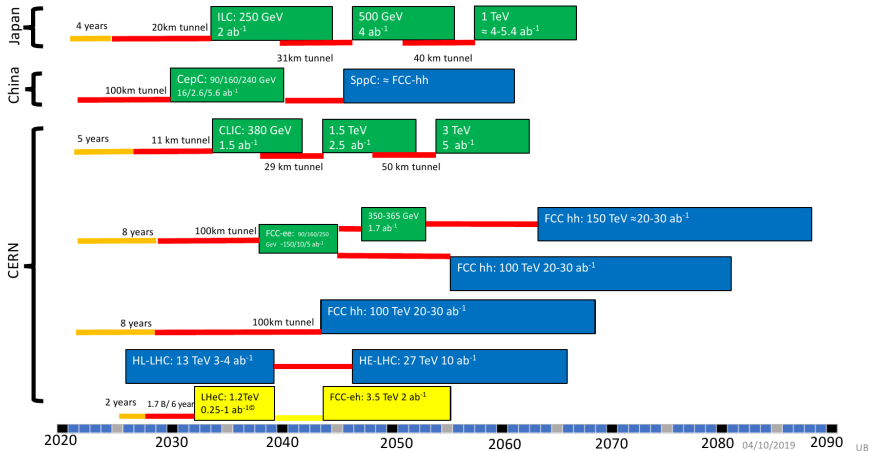 Japan
4 years
20km tunnel
ILC: 250 GeV
2 ab⁻¹
500 GeV
4 ab⁻¹
1 TeV
≈ 4-5.4 ab⁻¹
31km tunnel
40 km tunnel
China
100km tunnel
CepC: 90/160/240 GeV
16/2.6/5.6 ab⁻¹
SppC: ≈ FCC-hh
CERN
5 years
11 km tunnel
CLIC: 380 GeV
1.5 ab⁻¹
1.5 TeV
2.5 ab⁻¹
3 TeV
5 ab⁻¹
29 km tunnel
50 km tunnel
8 years
100km tunnel
FCC-ee: 90/160/250
GeV ~150/10/5 ab⁻¹
350-365 GeV
1.7 ab⁻¹
FCC hh: 150 TeV ≈20-30 ab⁻¹
FCC hh: 100 TeV 20-30 ab⁻¹
8 years
100km tunnel
FCC hh: 100 TeV 20-30 ab⁻¹
HL-LHC: 13 TeV 3-4 ab⁻¹
HE-LHC: 27 TeV 10 ab⁻¹
2 years
1.7 B/ 6 year
LHeC: 1.2TeV
0.25-1 ab⁻¹
FCC-eh: 3.5 TeV 2 ab⁻¹
2020
2030
2040
2050
2060
2070
2080
2090
04/10/2019
UB